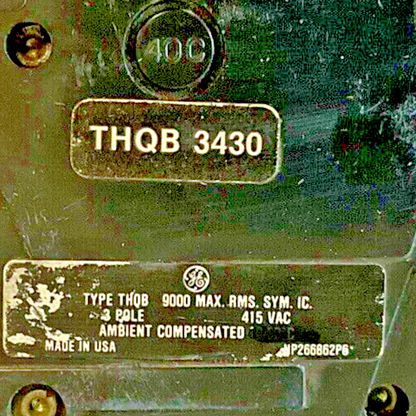 40C
THQB 3430
GE
TYPE THQB 9000 MAX. RMS. SYM. IC.
3 POLE 415 VAC
AMBIENT COMPENSATED
MADE IN USA NP266862P6